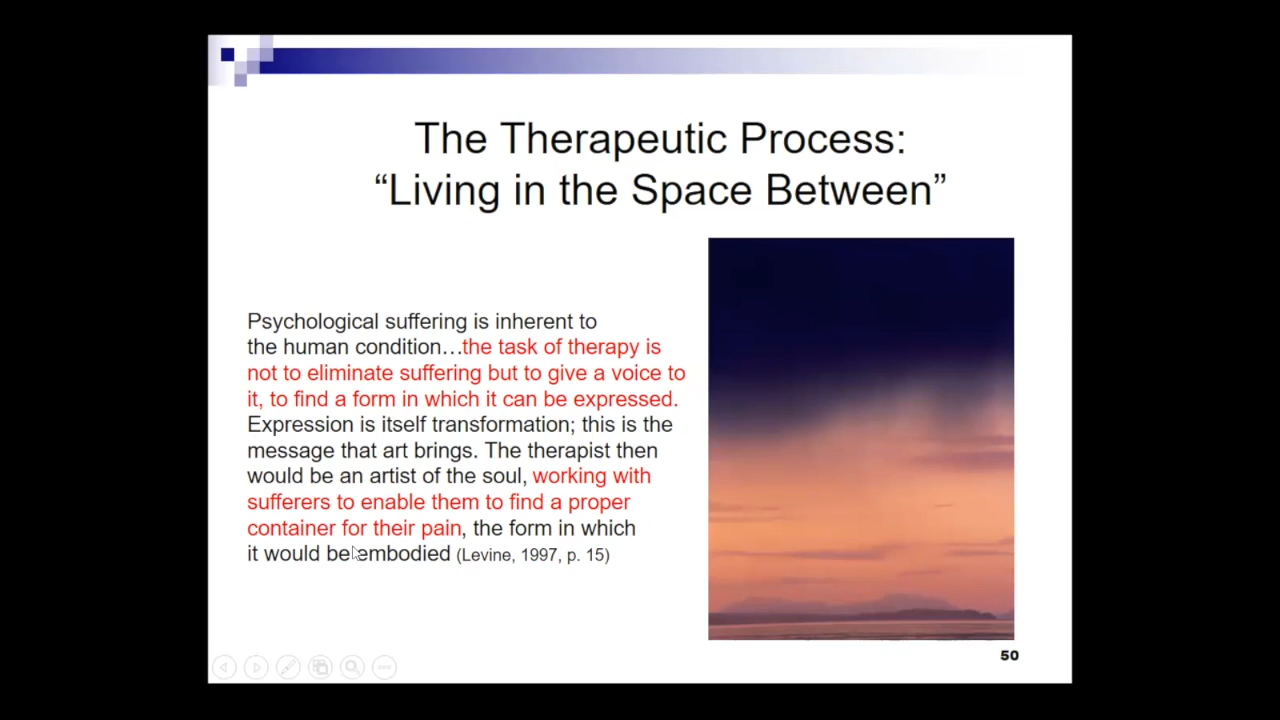 The Therapeutic Process:
“Living in the Space Between”
Psychological suffering is inherent to
the human condition…the task of therapy is
not to eliminate suffering but to give a voice to
it, to find a form in which it can be expressed.
Expression is itself transformation; this is the
message that art brings. The therapist then
would be an artist of the soul, working with
sufferers to enable them to find a proper
container for their pain, the form in which
it would be embodied (Levine, 1997, p. 15)
50